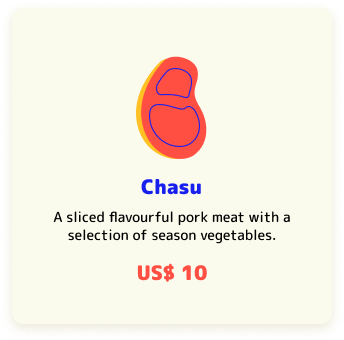 Chasu
A sliced flavourful pork meat with a
selection of season vegetables.
US$ 10